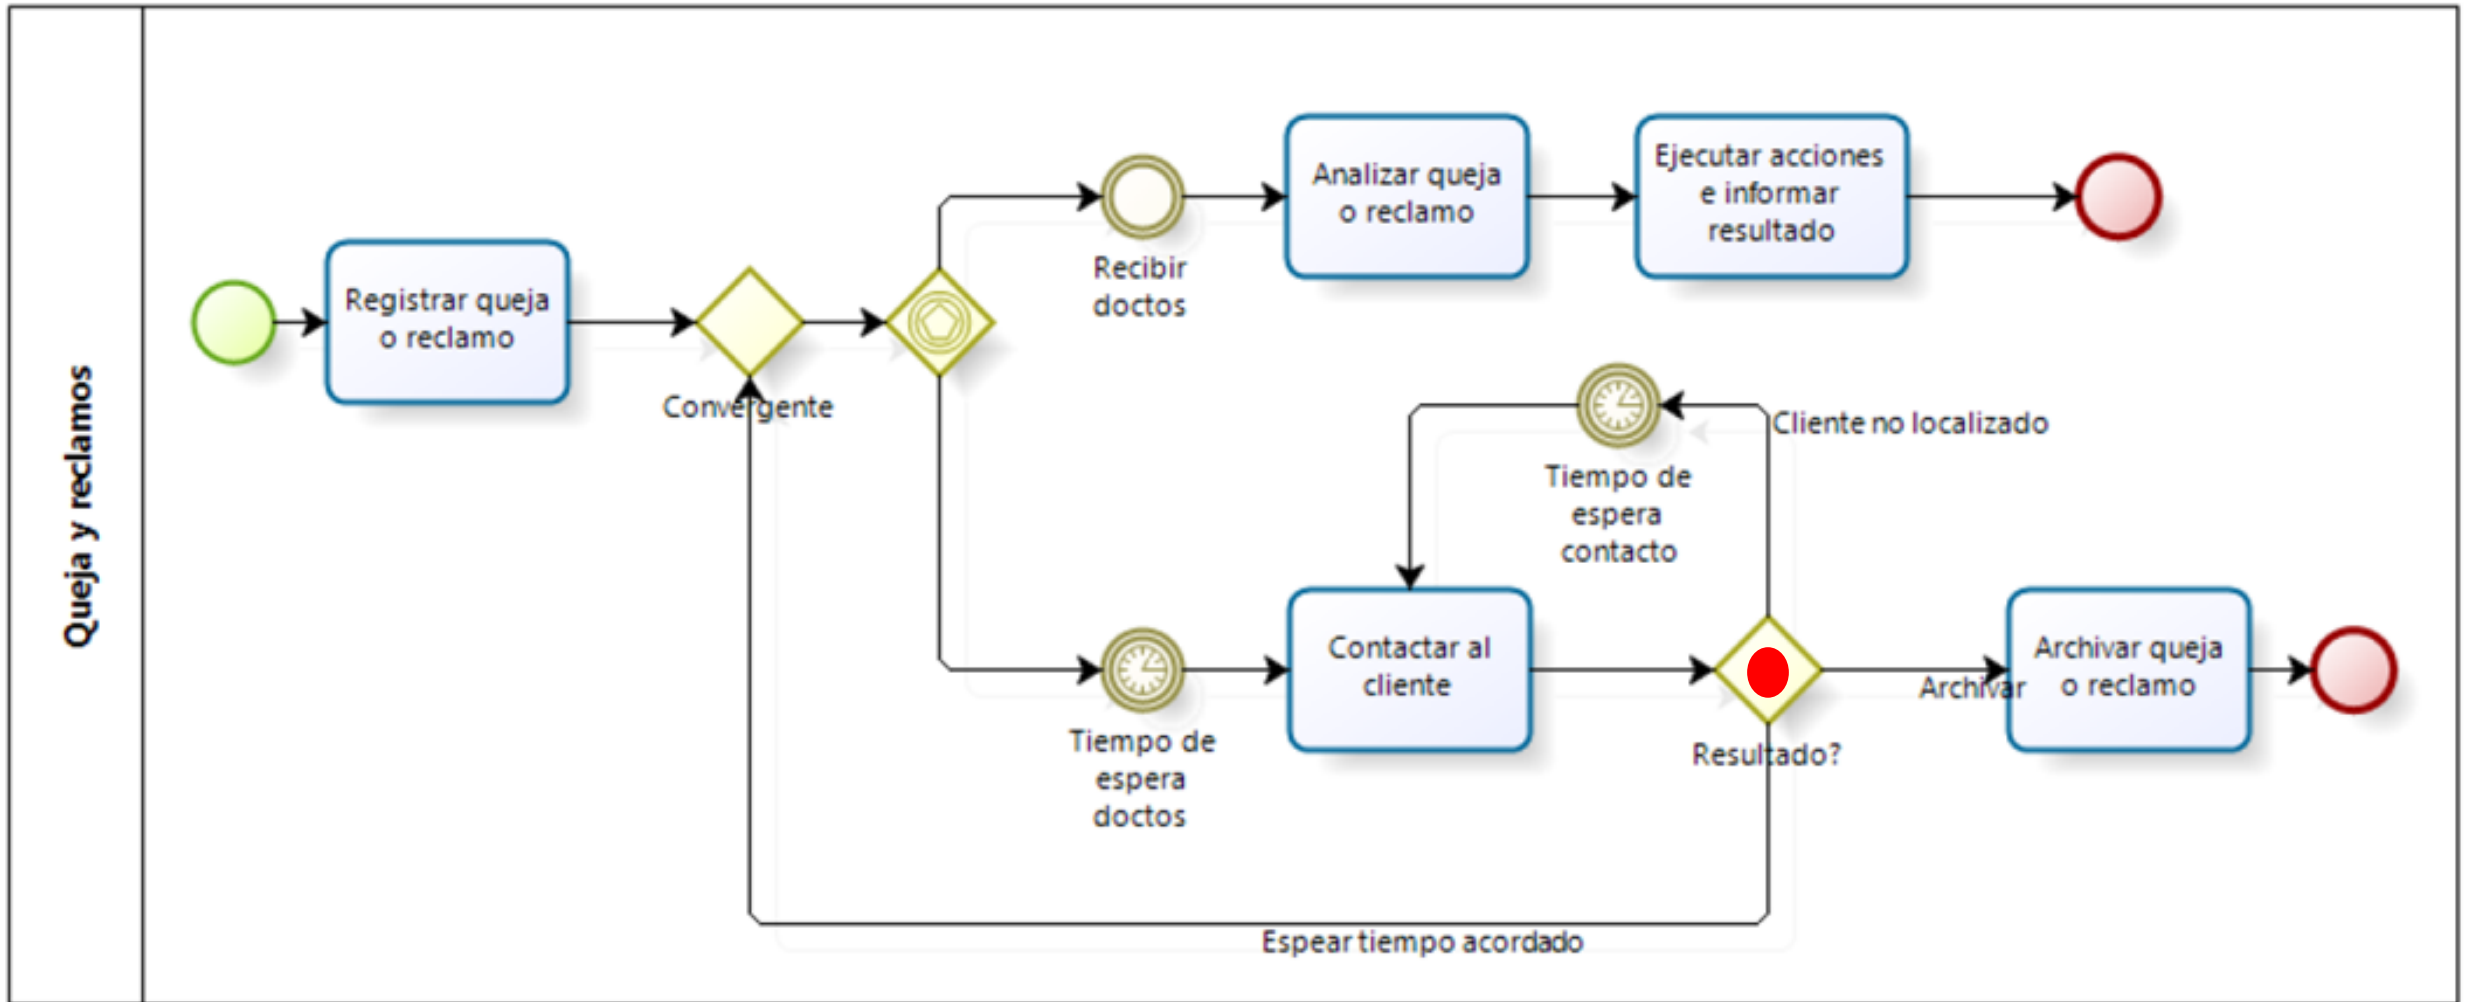 Queja y reclamos
Registrar queja
o reclamo
Convergente
Recibir
doctos
Analizar queja
o reclamo
Ejecutar acciones
e informar
resultado
Tiempo de
espera
contacto
Cliente no localizado
Tiempo de
espera
doctos
Contactar al
cliente
Resultado?
Archivar
Archivar queja
o reclamo
Espear tiempo acordado